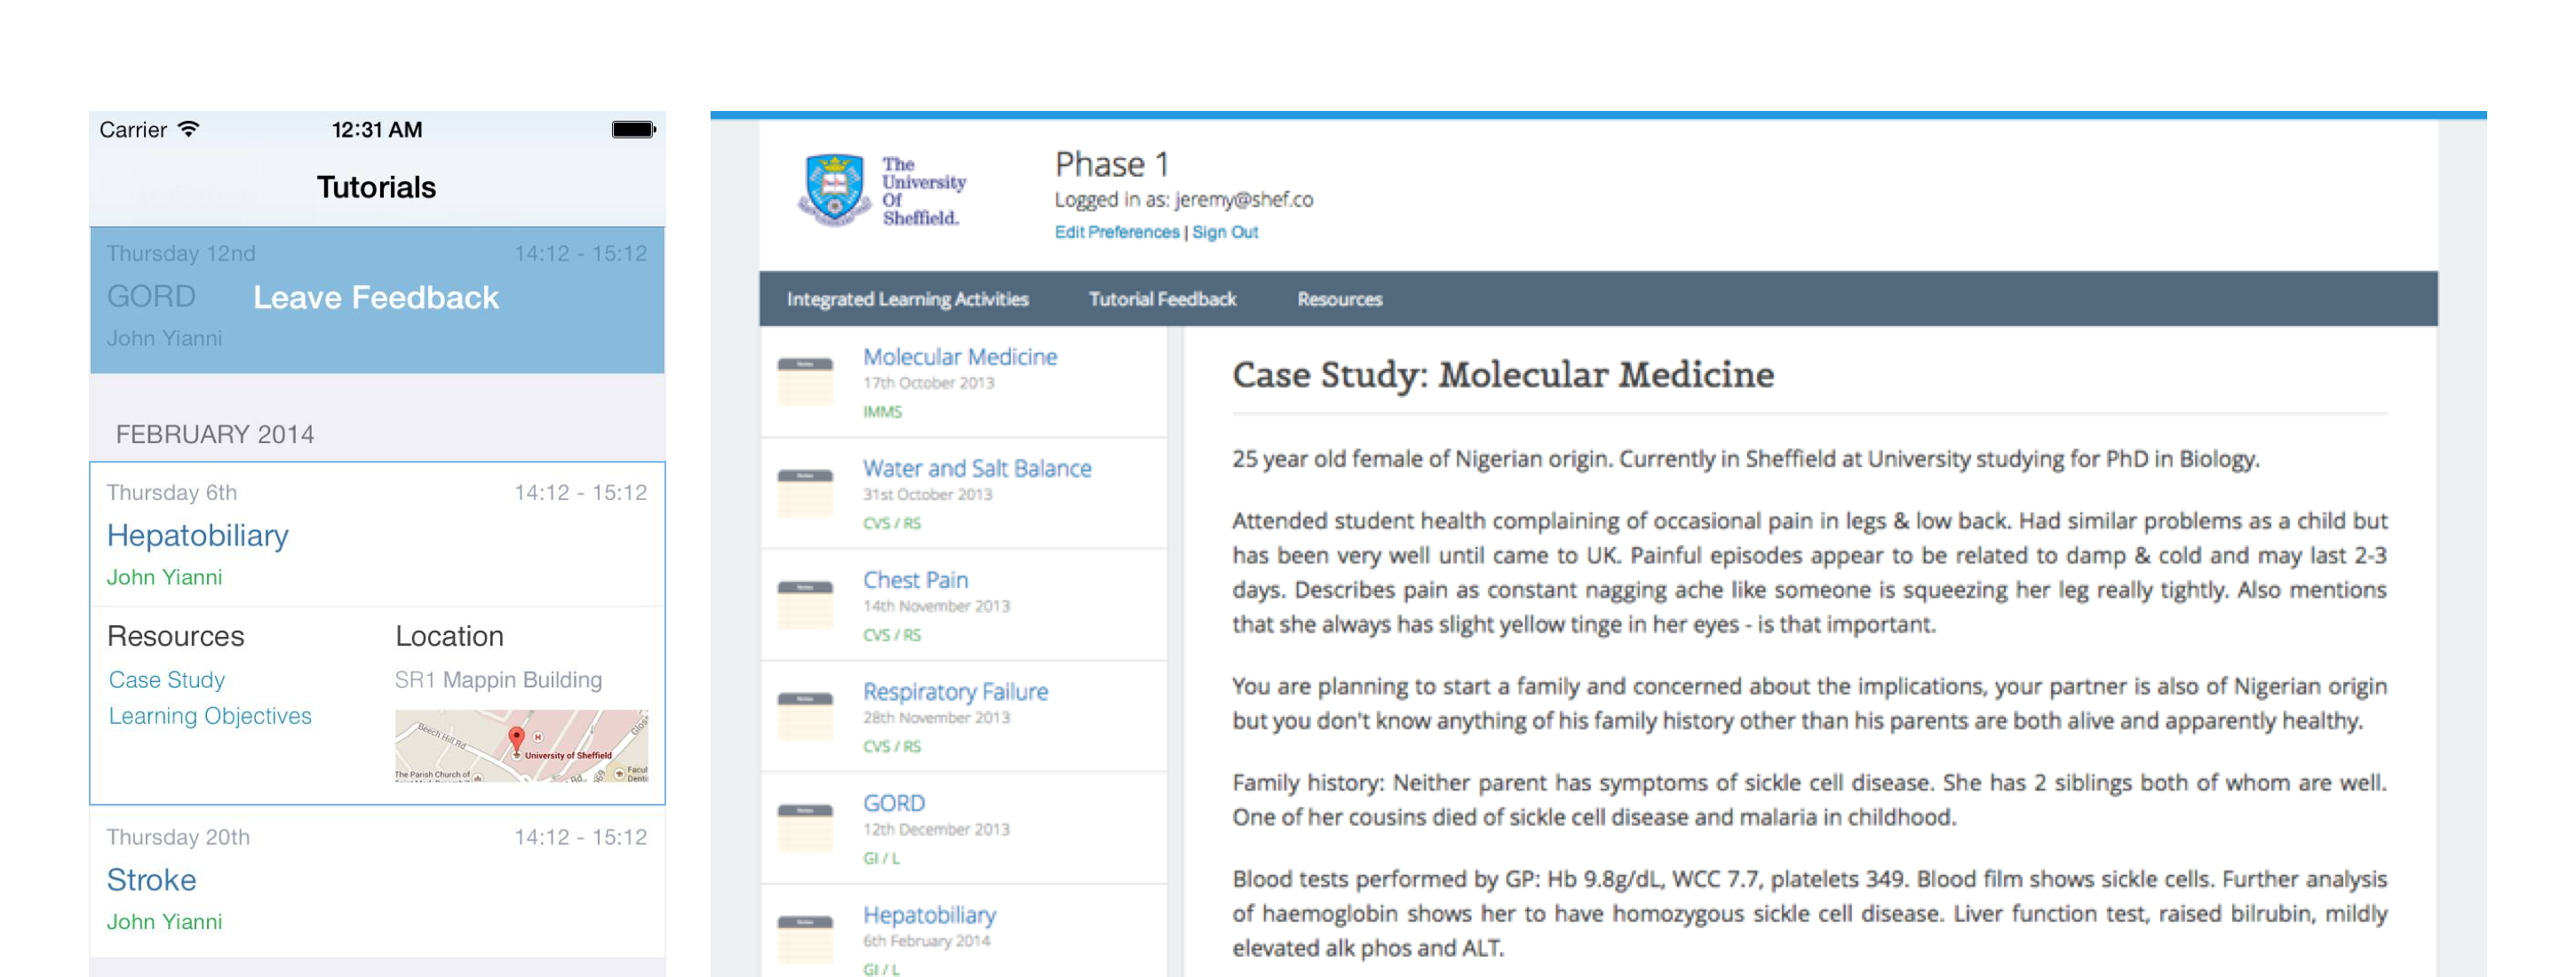 Carrier
12:31 AM
Tutorials
Thursday 12nd
14:12 - 15:12
GORD
Leave Feedback
John Yianni
FEBRUARY 2014
Thursday 6th
14:12 - 15:12
Hepatobiliary
John Yianni
Resources
Location
Case Study
SR1 Mappin Building
Learning Objectives
Beech Hill Rd
H
University of Sheffield
The Parish Church of
Rd
Thursday 20th
14:12 - 15:12
Stroke
John Yianni
The
University
Of
Sheffield.
Phase 1
Logged in as: jeremy@shef.co
Edit Preferences | Sign Out
Integrated Learning Activities
Tutorial Feedback
Resources
Molecular Medicine
17th October 2013
IMMS
Water and Salt Balance
31st October 2013
CVS / RS
Chest Pain
14th November 2013
CVS / RS
Respiratory Failure
28th November 2013
CVS / RS
GORD
12th December 2013
GI / L
Hepatobiliary
6th February 2014
GI / L
Case Study: Molecular Medicine
25 year old female of Nigerian origin. Currently in Sheffield at University studying for PhD in Biology.
Attended student health complaining of occasional pain in legs & low back. Had similar problems as a child but
has been very well until came to UK. Painful episodes appear to be related to damp & cold and may last 2-3
days. Describes pain as constant nagging ache like someone is squeezing her leg really tightly. Also mentions
that she always has slight yellow tinge in her eyes - is that important.
You are planning to start a family and concerned about the implications, your partner is also of Nigerian origin
but you don't know anything of his family history other than his parents are both alive and apparently healthy.
Family history: Neither parent has symptoms of sickle cell disease. She has 2 siblings both of whom are well.
One of her cousins died of sickle cell disease and malaria in childhood.
Blood tests performed by GP: Hb 9.8g/dL, WCC 7.7, platelets 349. Blood film shows sickle cells. Further analysis
of haemoglobin shows her to have homozygous sickle cell disease. Liver function test, raised bilrubin, mildly
elevated alk phos and ALT.